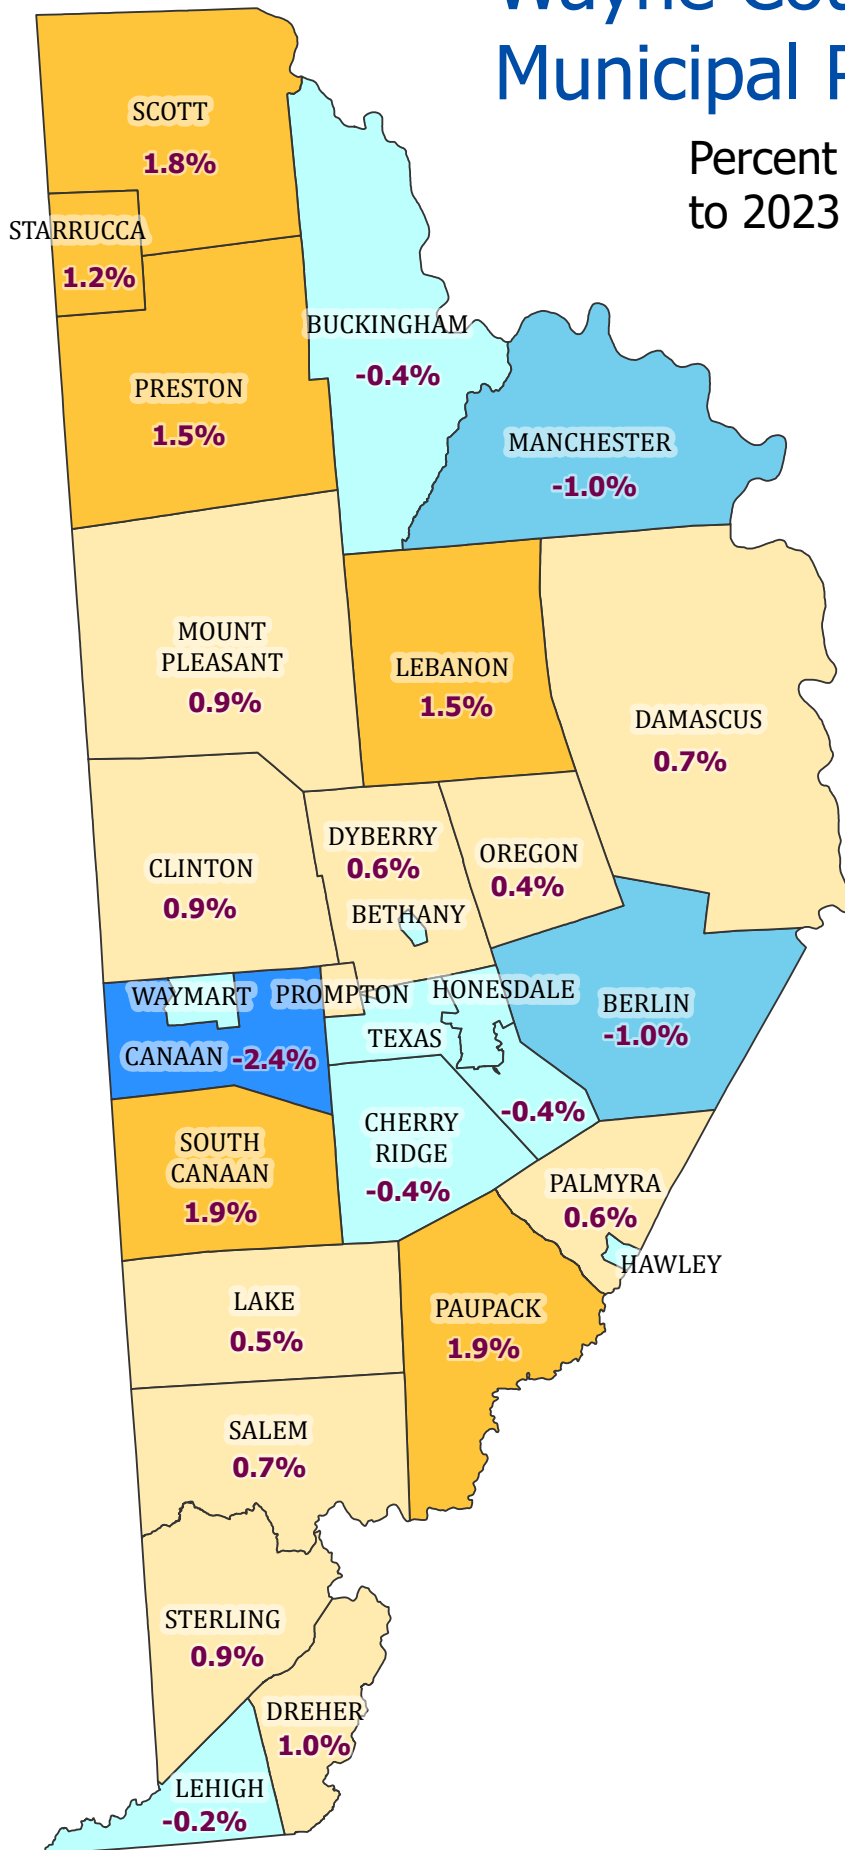 Municipal
Percent
to 2023
SCOTT
1.8%
STARRUCCA
1.2%
BUCKINGHAM
-0.4%
PRESTON
1.5%
MANCHESTER
-1.0%
MOUNT
PLEASANT
0.9%
LEBANON
1.5%
DAMASCUS
0.7%
CLINTON
0.9%
DYBERRY
0.6%
OREGON
0.4%
BETHANY
WAYMART
PROMPTON
HONESDALE
BERLIN
-1.0%
TEXAS
-0.4%
CANAAN -2.4%
CHERRY
RIDGE
-0.4%
SOUTH
CANAAN
1.9%
PALMYRA
0.6%
HAWLEY
LAKE
0.5%
PAUPACK
1.9%
SALEM
0.7%
STERLING
0.9%
DREHER
1.0%
LEHIGH
-0.2%